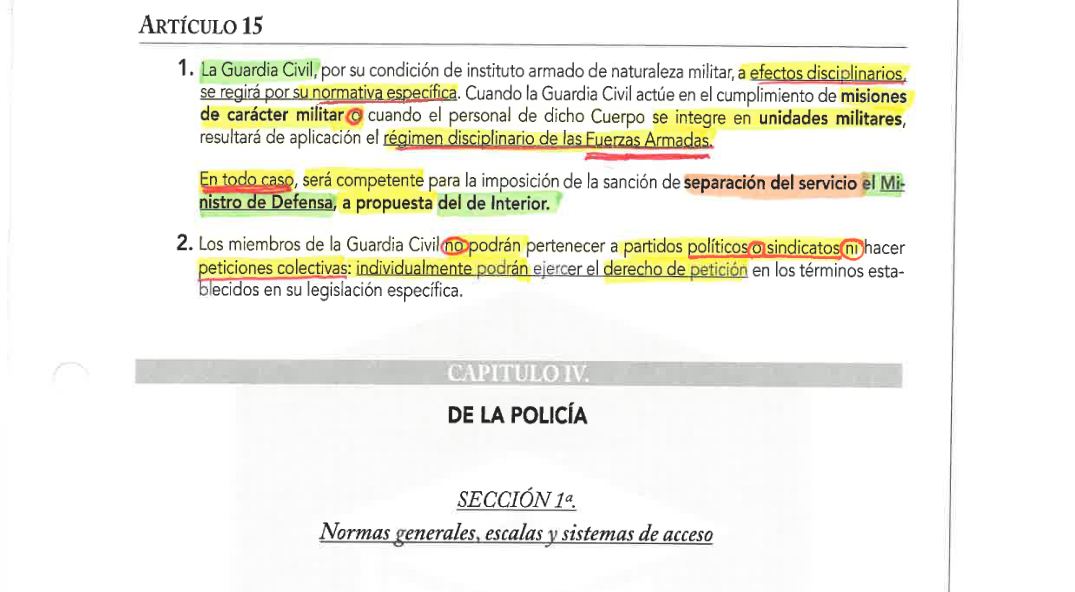 ARTÍCULO 15
1. La Guardia Civil, por su condición de instituto armado de naturaleza militar, a efectos disciplinarios,
se regirá por su normativa específica. Cuando la Guardia Civil actúe en el cumplimiento de misiones
de carácter militar o cuando el personal de dicho Cuerpo se integre en unidades militares,
resultará de aplicación el régimen disciplinario de las Fuerzas Armadas.
En todo caso, será competente para la imposición de la sanción de separación del servicio el Mi-
nistro de Defensa, a propuesta del de Interior.
2. Los miembros de la Guardia Civil no podrán pertenecer a partidos políticos o sindicatos ni hacer
peticiones colectivas: individualmente podrán ejercer el derecho de petición en los términos esta-
blecidos en su legislación específica.
CAPITULO IV.
DE LA POLICÍA
SECCIÓN 1ª.
Normas generales, escalas y sistemas de acceso